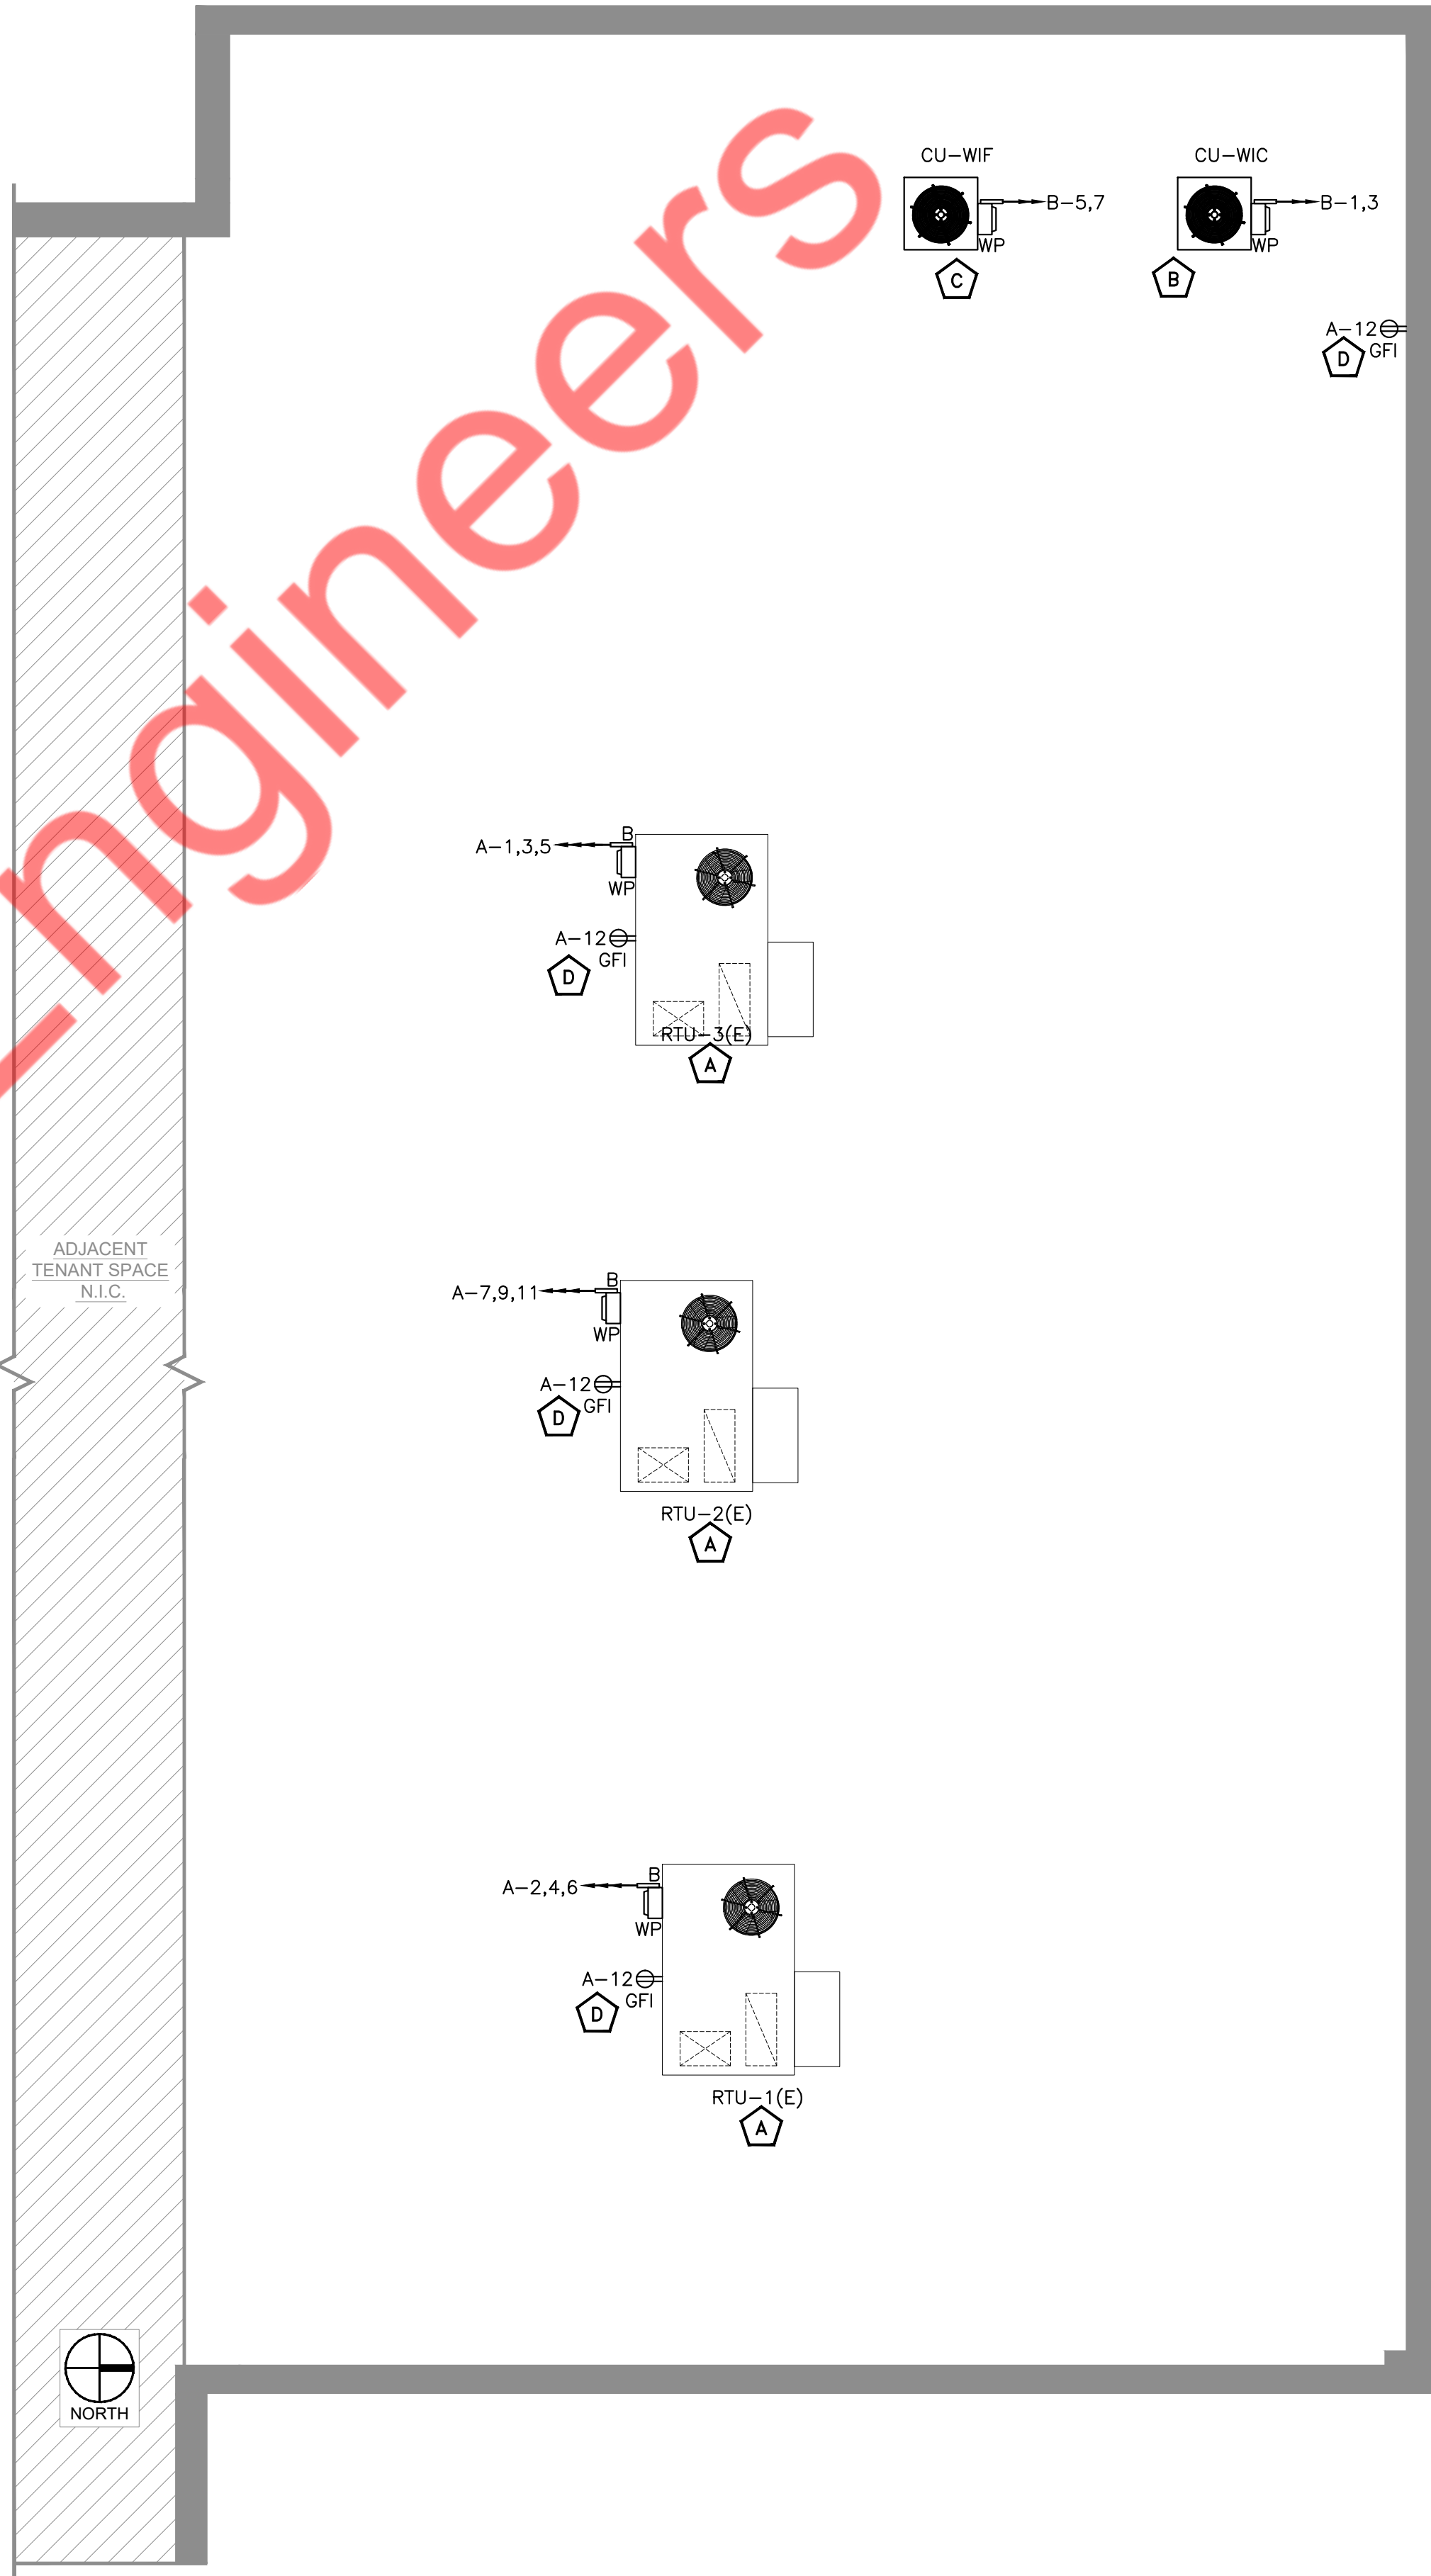 CU-WIF
CU-WIC
B-5,7
B-1,3
WP
WP
C
B
A-12
GFI
D
B
A-1,3,5
WP
A-12
GFI
D
RTU-3(E)
A
ADJACENT
TENANT SPACE
N.I.C.
B
A-7,9,11
WP
A-12
GFI
D
RTU-2(E)
A
B
A-2,4,6
WP
A-12
GFI
D
RTU-1(E)
A
NORTH
ngineers